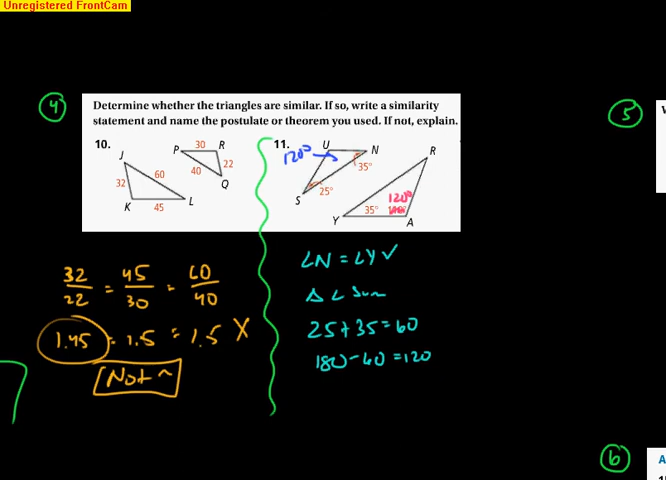 Unregistered FrontCam
4
Determine whether the triangles are similar. If so, write a similarity
statement and name the postulate or theorem you used. If not, explain.
10.
J
32
60
K
45
L
P
30
R
40
22
Q
11.
120°
U
N
35°
S
25°
R
120°
Y
35°
A
32/22 = 45/30 = 60/40
1.45 = 1.5 = 1.5 X
Not ~
∠N = ∠Y ✓
Δ ∠ Sum
25+35=60
180-60=120
5
6
A